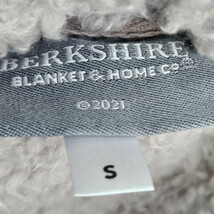 BERKSHIRE
BLANKET & HOME CO®
©2021
S